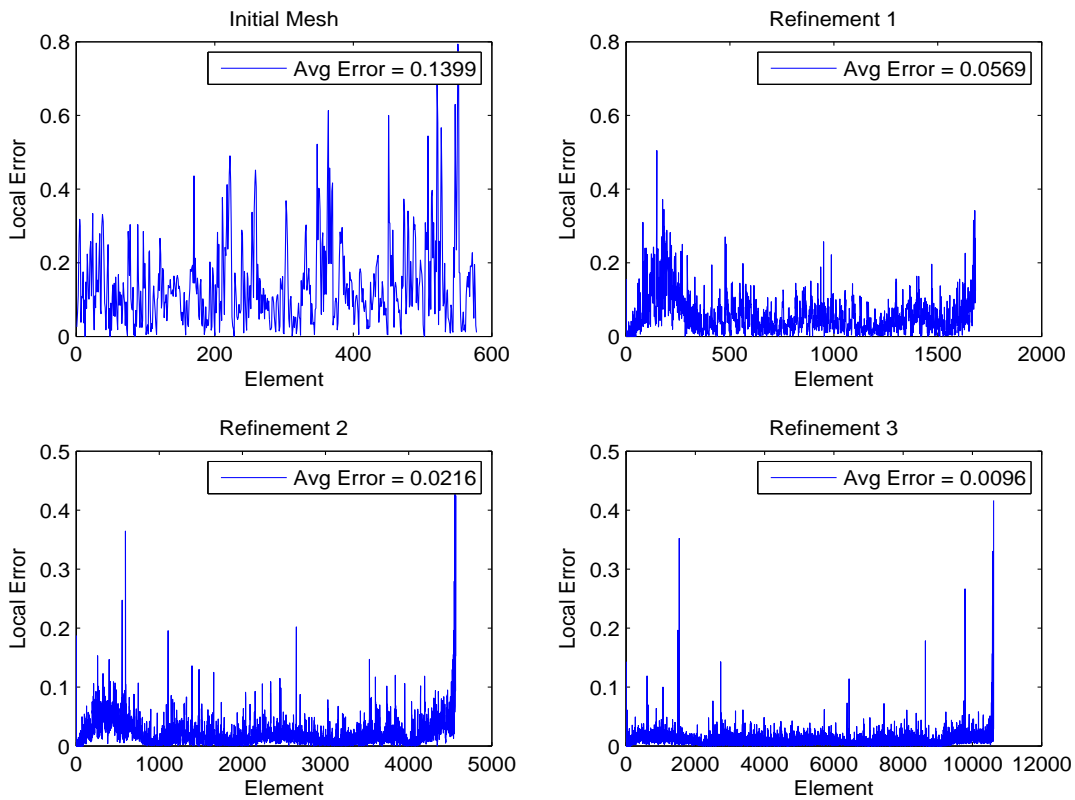 Initial Mesh
Avg Error = 0.1399
Local Error
0.8
0.6
0.4
0.2
0
0 200 400 600
Element
Refinement 1
Avg Error = 0.0569
Local Error
0.8
0.6
0.4
0.2
0
0 500 1000 1500 2000
Element
Refinement 2
Avg Error = 0.0216
Local Error
0.5
0.4
0.3
0.2
0.1
0
0 1000 2000 3000 4000 5000
Element
Refinement 3
Avg Error = 0.0096
Local Error
0.5
0.4
0.3
0.2
0.1
0
0 2000 4000 6000 8000 10000 12000
Element